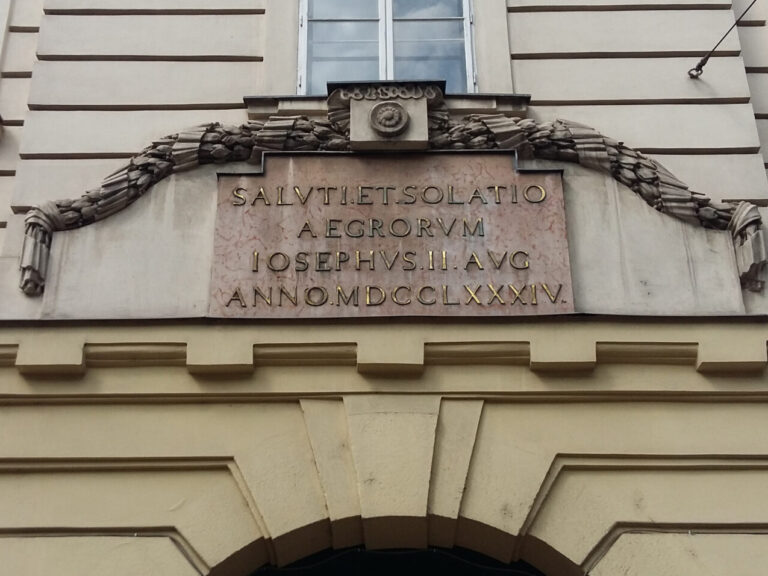 SALVTI.ET.SOLATIO
AEGRORVM
IOSEPHVS.II.AVG
ANNO.MDCCLXXXIV.